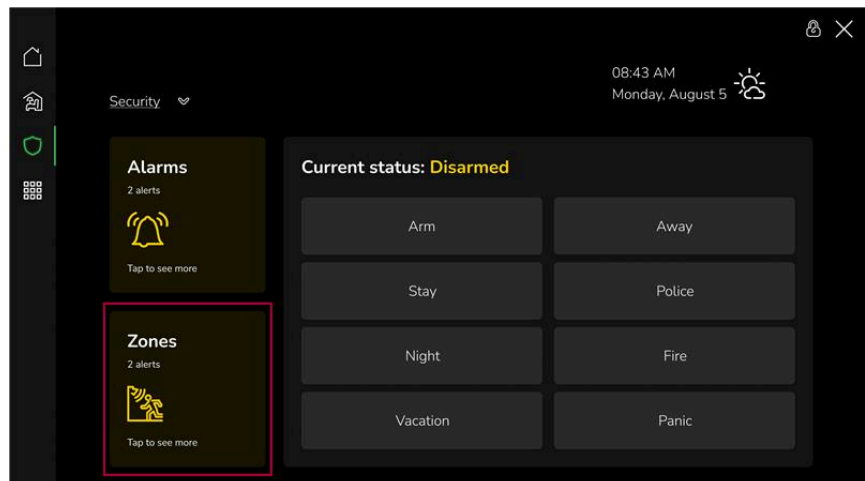 08:43 AM
Monday, August 5
Security
Alarms
2 alerts
Tap to see more
Zones
2 alerts
Tap to see more
Current status: Disarmed
Arm
Away
Stay
Police
Night
Fire
Vacation
Panic